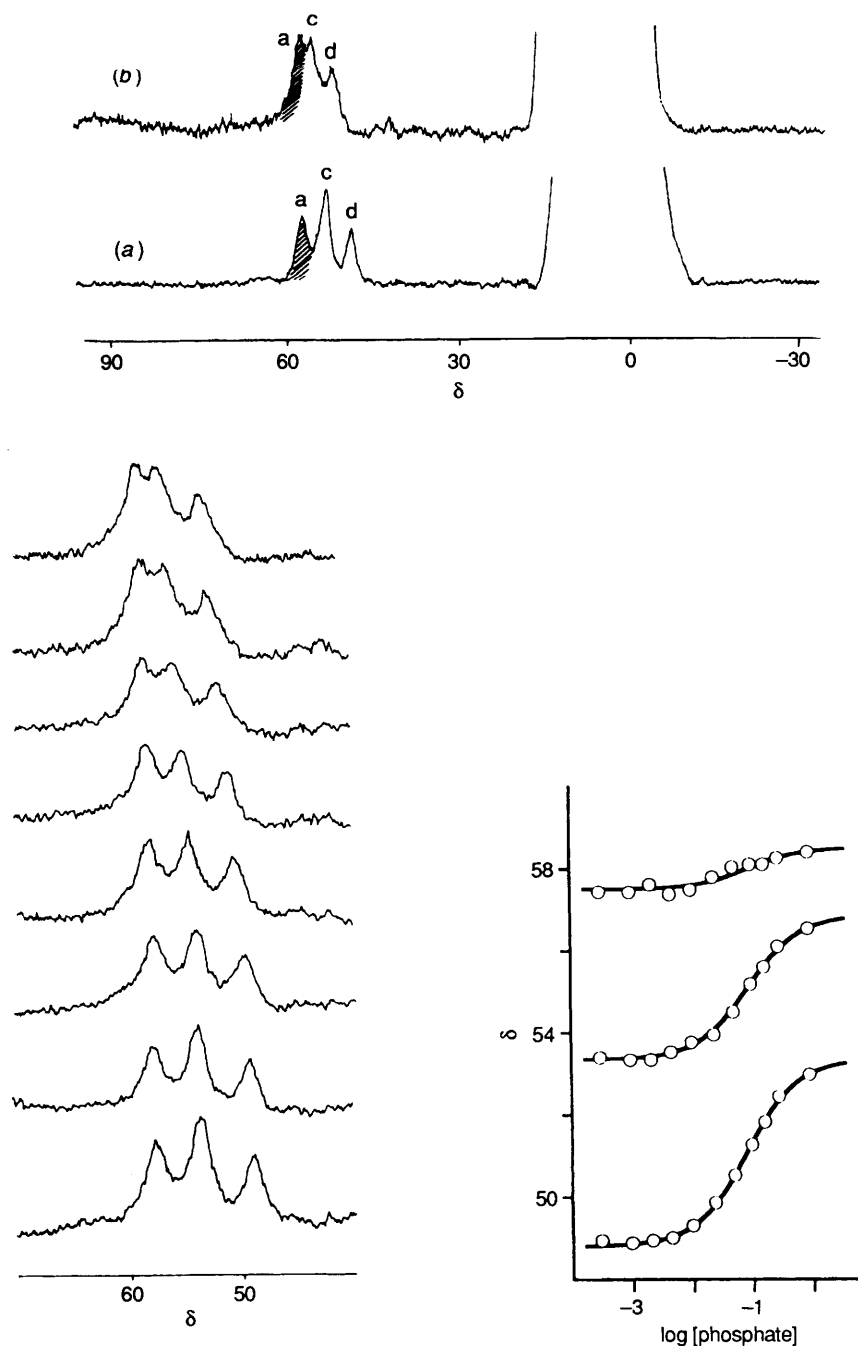 c
a
d
(b)
c
a
d
(a)
90 60 30 0 −30
δ
60 50
δ
58
54
50
δ
−3 −1
log [phosphate]